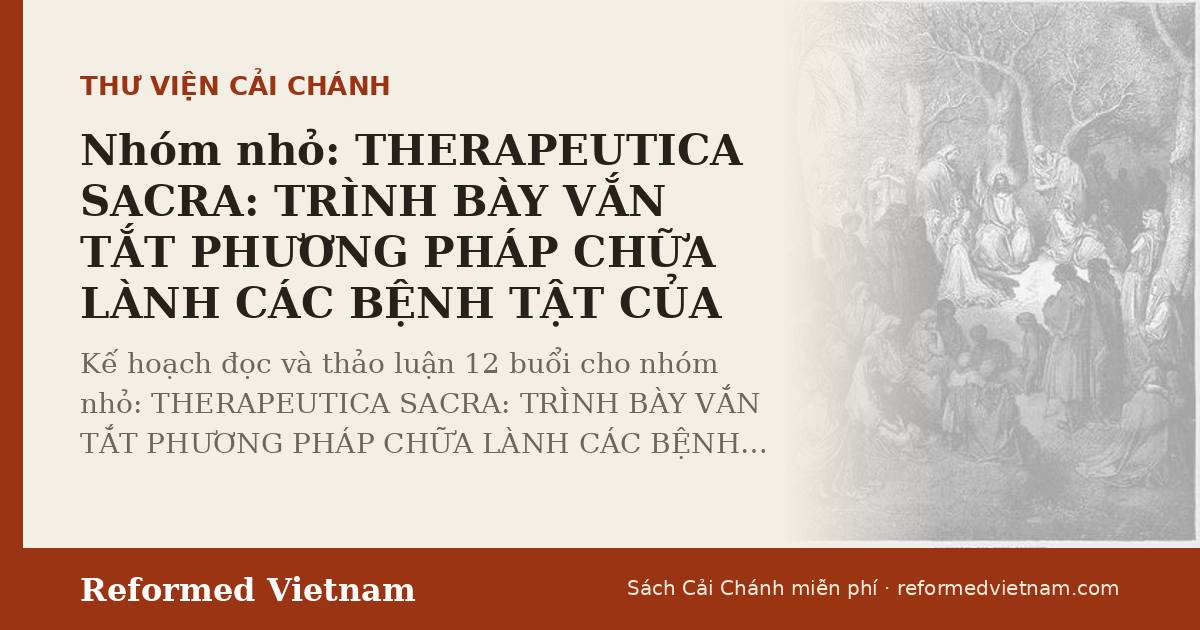 THƯ VIỆN CẢI CHÁNH
Nhóm nhỏ: THERAPEUTICA
SACRA: TRÌNH BÀY VẮN
TẮT PHƯƠNG PHÁP CHỮA
LÀNH CÁC BỆNH TẬT CỦA
Kế hoạch đọc và thảo luận 12 buổi cho nhóm
nhỏ: THERAPEUTICA SACRA: TRÌNH BÀY VẮN
TẮT PHƯƠNG PHÁP CHỮA LÀNH CÁC BỆNH...
Reformed Vietnam
Sách Cải Chánh miễn phí · reformedvietnam.com